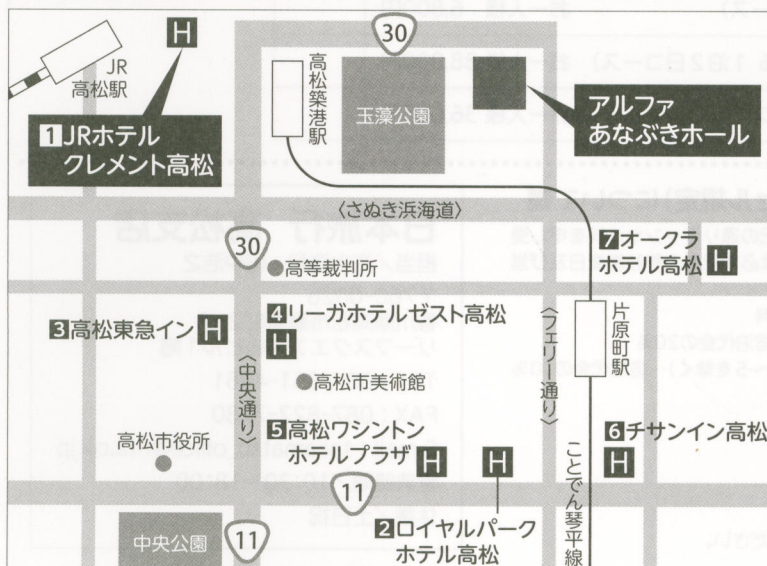 H
30
JR
高松駅
高松築港駅
玉藻公園
アルファ
あなぶきホール
1 JRホテル
クレメント高松
〈さぬき浜海道〉
30
高等裁判所
7 オークラ
ホテル高松 H
3 高松東急イン H
4 リーガホテルゼスト高松
H
〈中央通り〉
〈フェリー通り〉
片原町駅
高松市美術館
高松市役所
5 高松ワシントン
ホテルプラザ H
H
6 チサンイン高松
H
11
2 ロイヤルパーク
ホテル高松
ことでん琴平線
中央公園
11